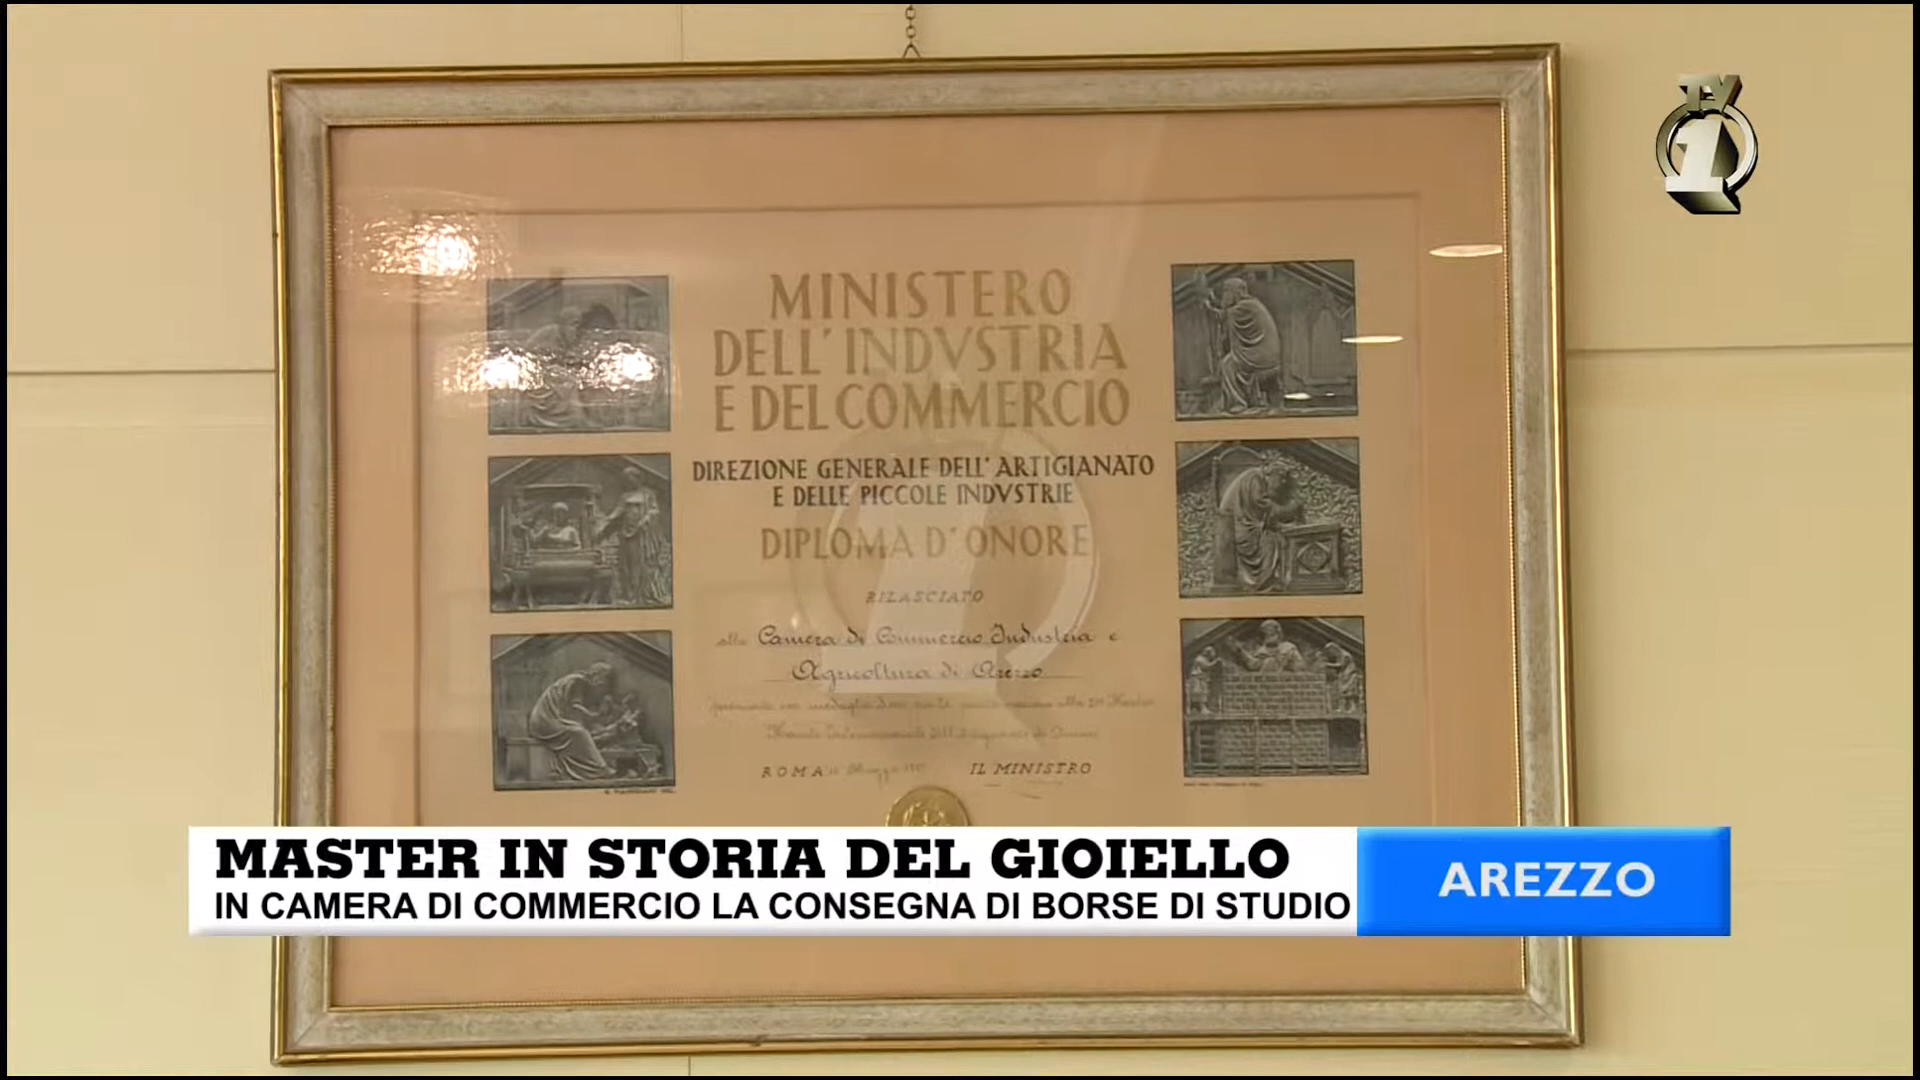 TV
1
MINISTERO
DELL'INDVSTRIA
E DEL COMMERCIO
DIREZIONE GENERALE DELL'ARTIGIANATO
E DELLE PICCOLE INDVSTRIE
DIPLOMA D'ONORE
RILASCIATO
alla Camera di Commercio Industria e
Agricoltura di Arezzo
ROMA
IL MINISTRO
MASTER IN STORIA DEL GIOIELLO
IN CAMERA DI COMMERCIO LA CONSEGNA DI BORSE DI STUDIO
AREZZO